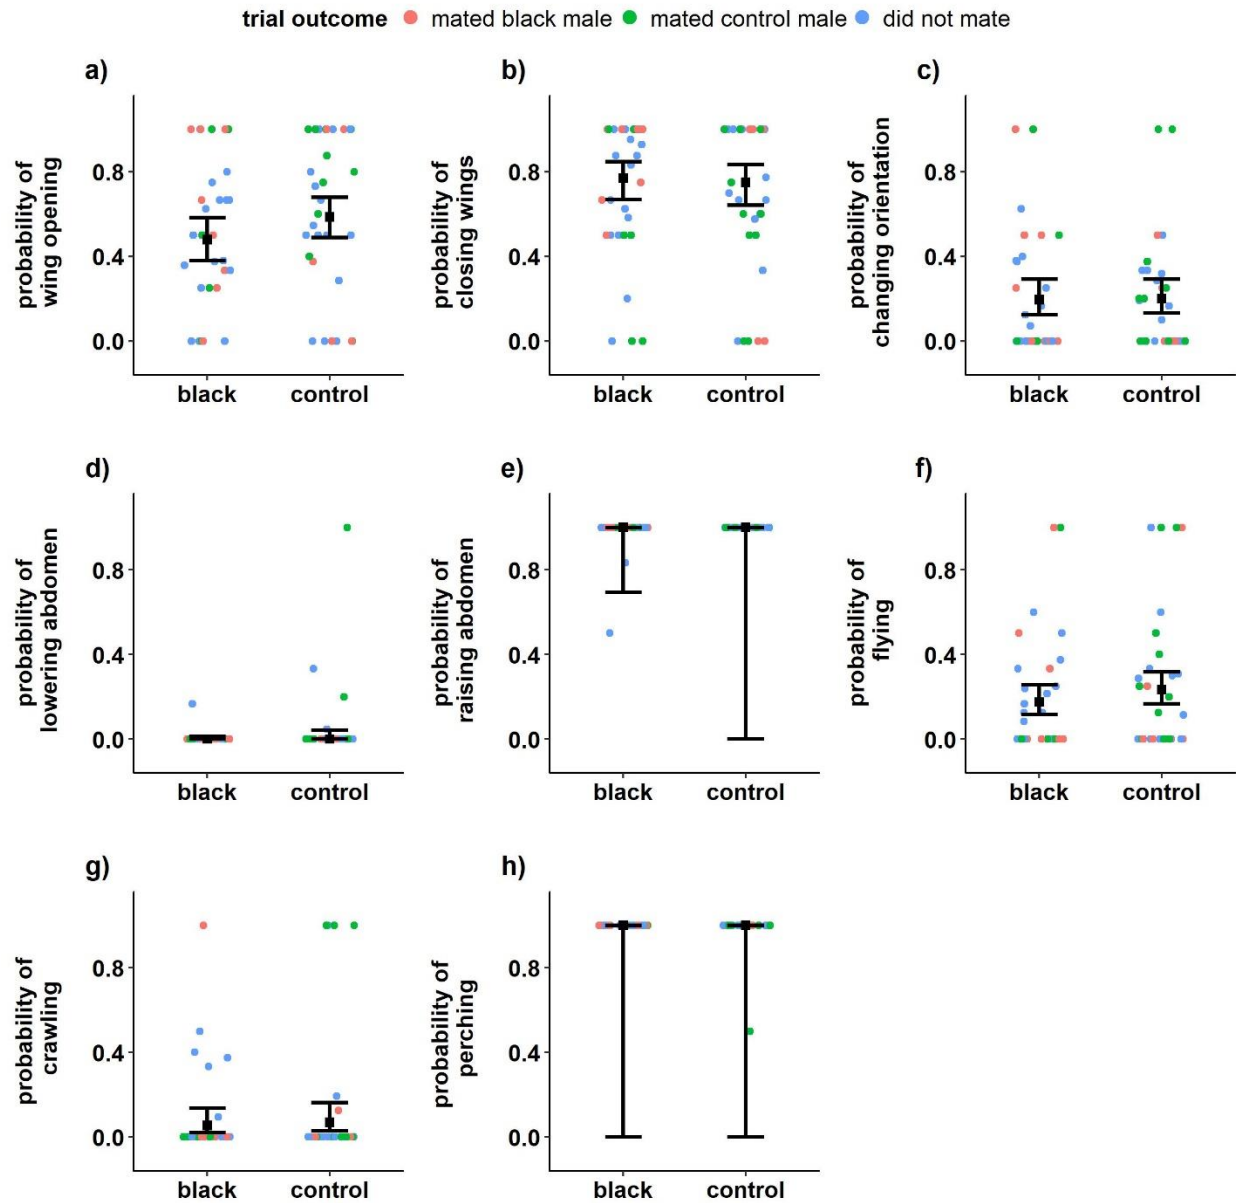 trial outcome mated black male mated control male did not mate
a)
probability of
wing opening
0.8
0.4
0.0
black control
b)
probability of
closing wings
0.8
0.4
0.0
black control
c)
probability of
changing orientation
0.8
0.4
0.0
black control
d)
probability of
lowering abdomen
0.8
0.4
0.0
black control
e)
probability of
raising abdomen
0.8
0.4
0.0
black control
f)
probability of
flying
0.8
0.4
0.0
black control
g)
probability of
crawling
0.8
0.4
0.0
black control
h)
probability of
perching
0.8
0.4
0.0
black control